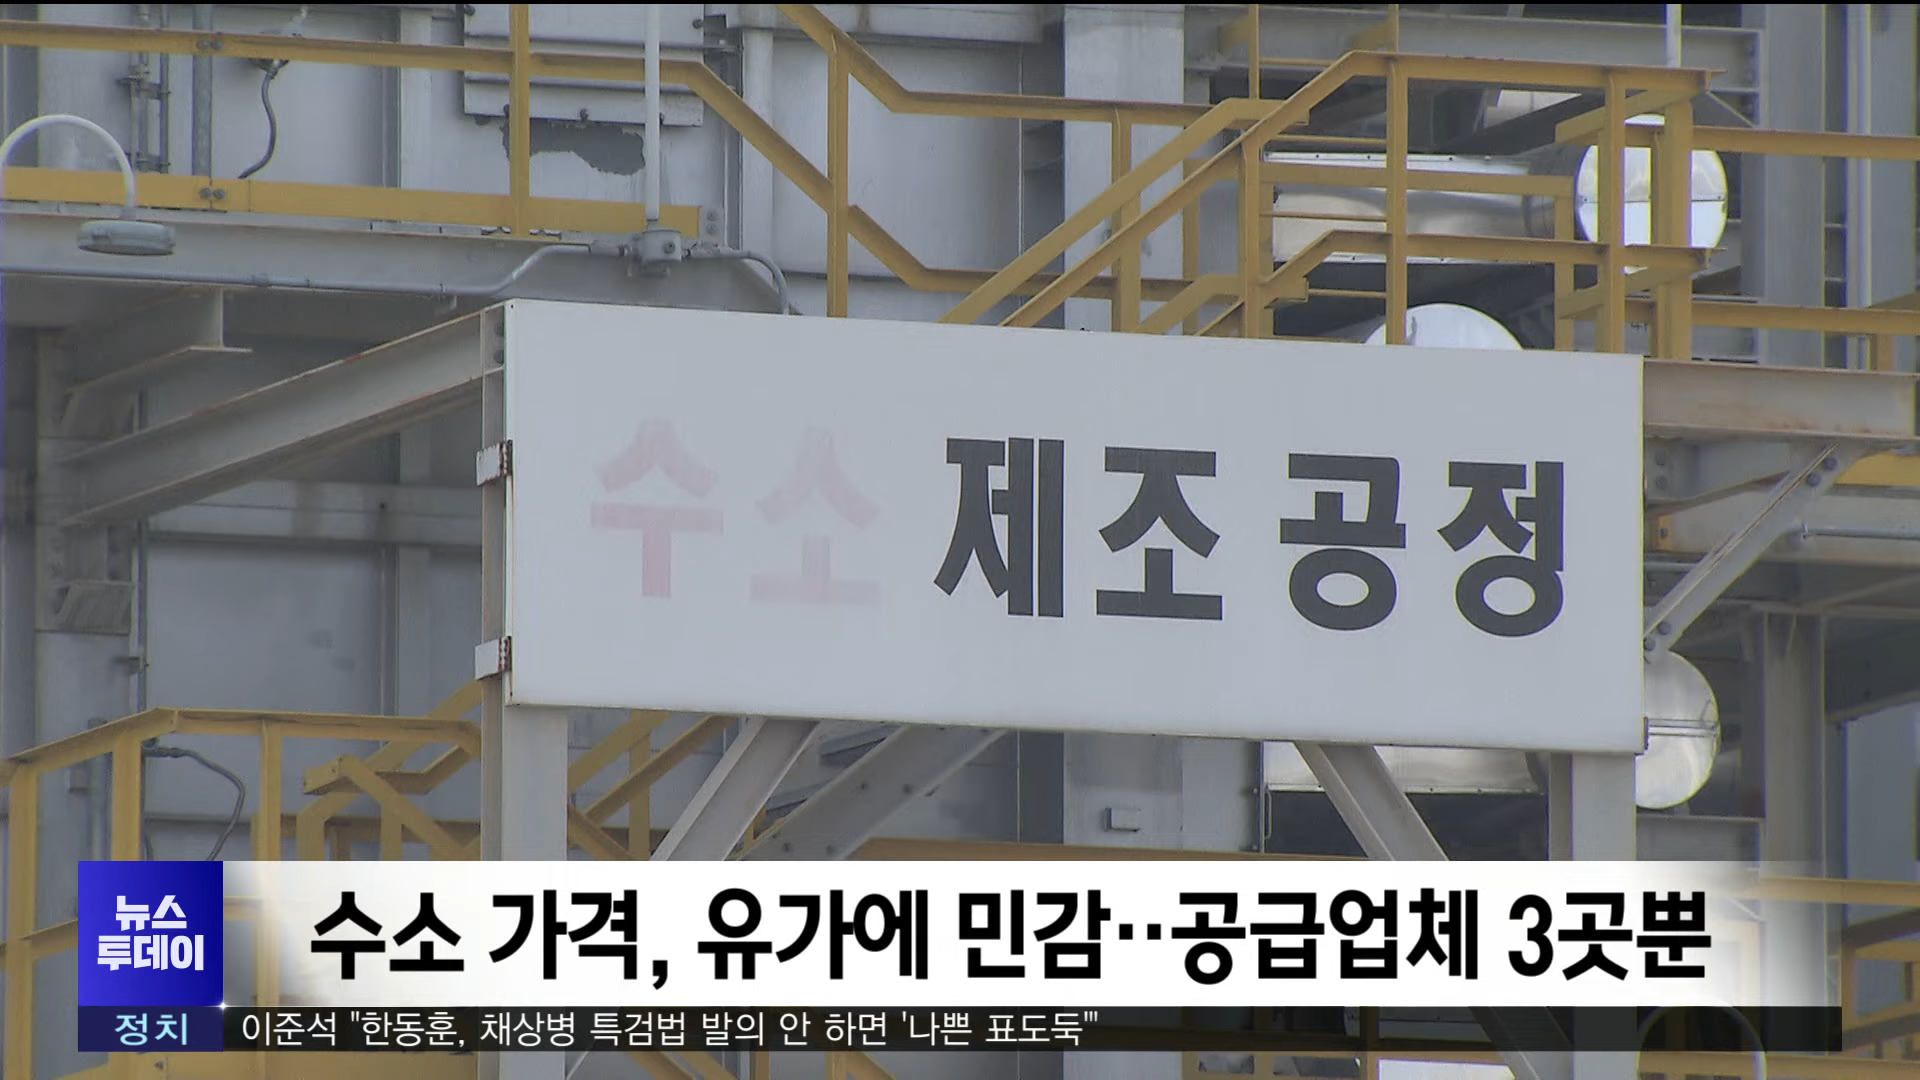 수소 제조공정
뉴스
투데이
수소 가격, 유가에 민감··공급업체 3곳뿐
정치 이준석 "한동훈, 채상병 특검법 발의 안 하면 '나쁜 표도둑'"